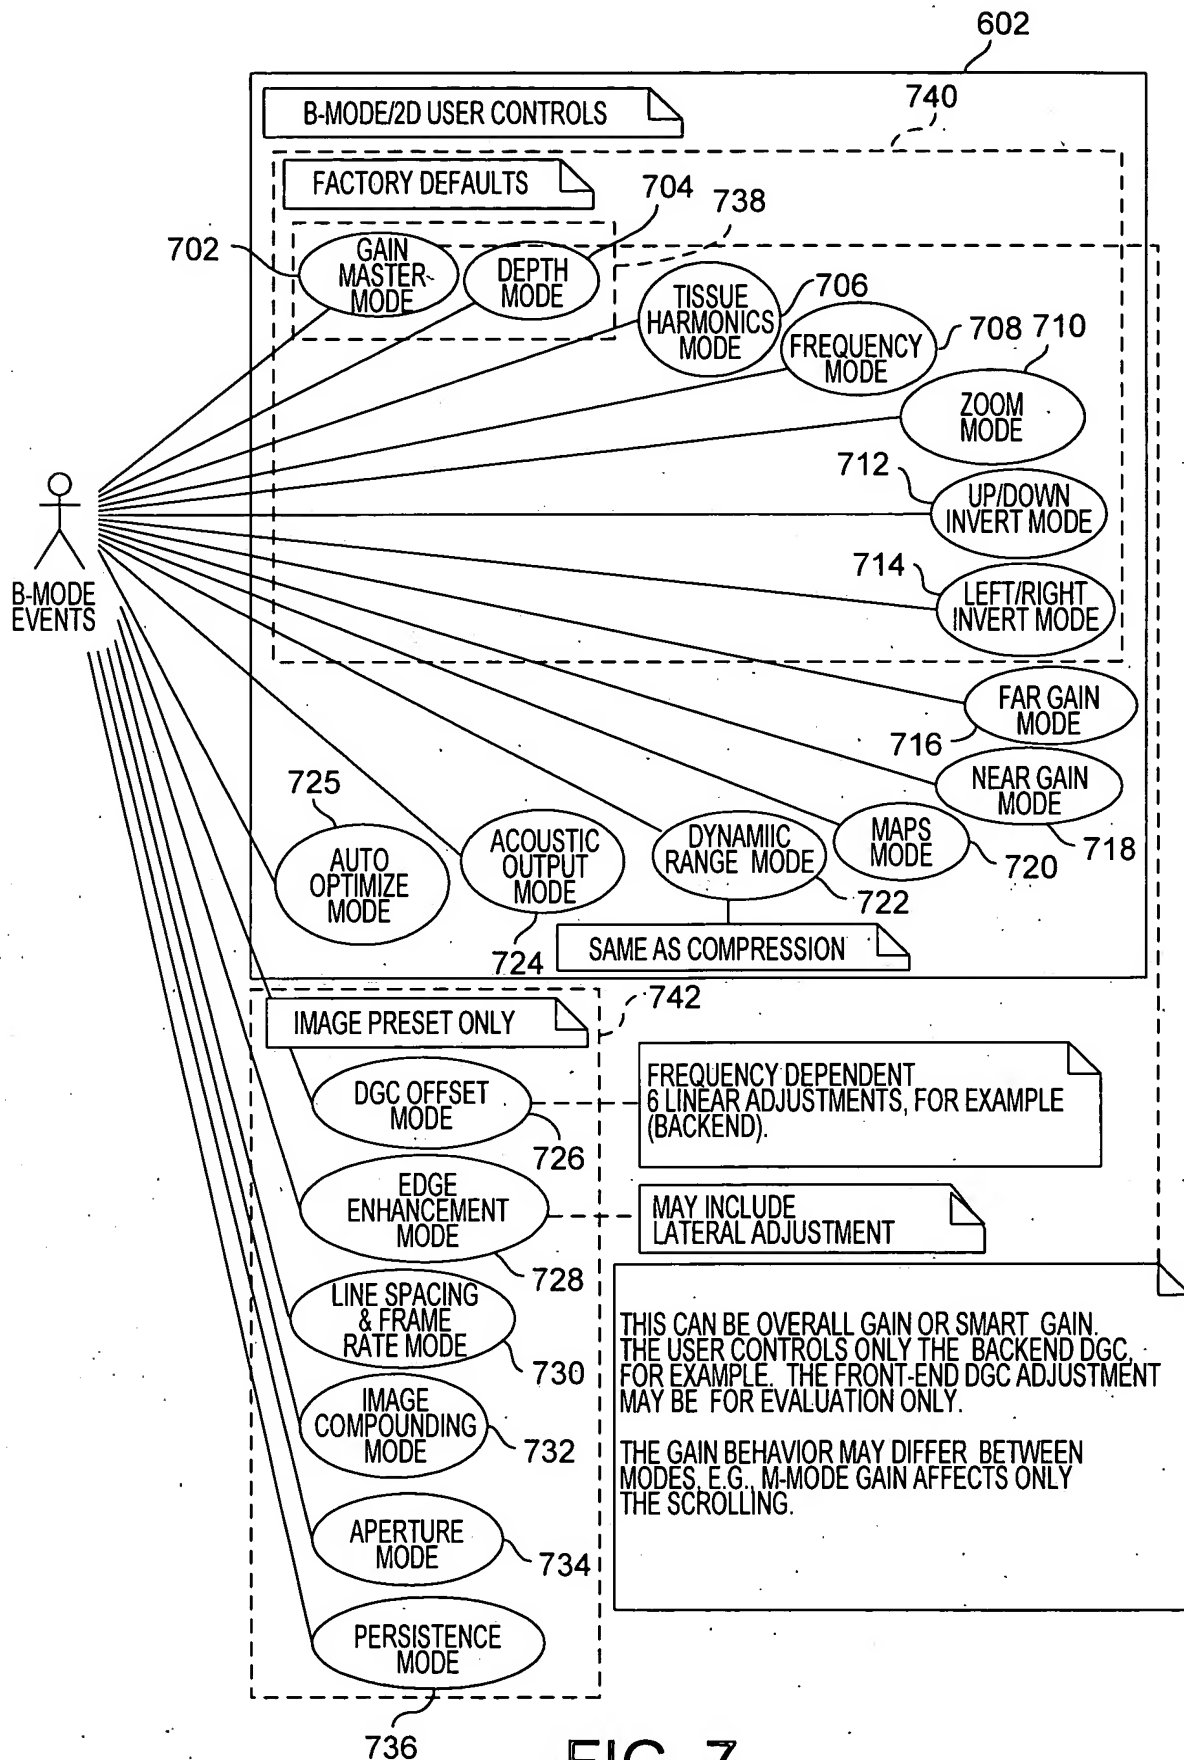 602
B-MODE/2D USER CONTROLS
740
FACTORY DEFAULTS
704
738
702
GAIN
MASTER-
MODE
DEPTH
MODE
TISSUE
HARMONICS
MODE
706
FREQUENCY
MODE
708
710
ZOOM
MODE
712
UP/DOWN
INVERT MODE
714
LEFT/RIGHT
INVERT MODE
B-MODE
EVENTS
FAR GAIN
MODE
716
NEAR GAIN
MODE
718
725
AUTO
OPTIMIZE
MODE
ACOUSTIC
OUTPUT
MODE
724
DYNAMIIC
RANGE MODE
722
MAPS
MODE
720
SAME AS COMPRESSION
742
IMAGE PRESET ONLY
DGC OFFSET
MODE
726
FREQUENCY DEPENDENT
6 LINEAR ADJUSTMENTS, FOR EXAMPLE
(BACKEND).
EDGE
ENHANCEMENT
MODE
728
MAY INCLUDE
LATERAL ADJUSTMENT
LINE SPACING
& FRAME
RATE MODE
730
IMAGE
COMPOUNDING
MODE
732
APERTURE
MODE
734
PERSISTENCE
MODE
736
THIS CAN BE OVERALL GAIN OR SMART GAIN.
THE USER CONTROLS ONLY THE BACKEND DGC,
FOR EXAMPLE. THE FRONT-END DGC ADJUSTMENT
MAY BE FOR EVALUATION ONLY.
THE GAIN BEHAVIOR MAY DIFFER BETWEEN
MODES, E.G., M-MODE GAIN AFFECTS ONLY
THE SCROLLING.
FIG. 7